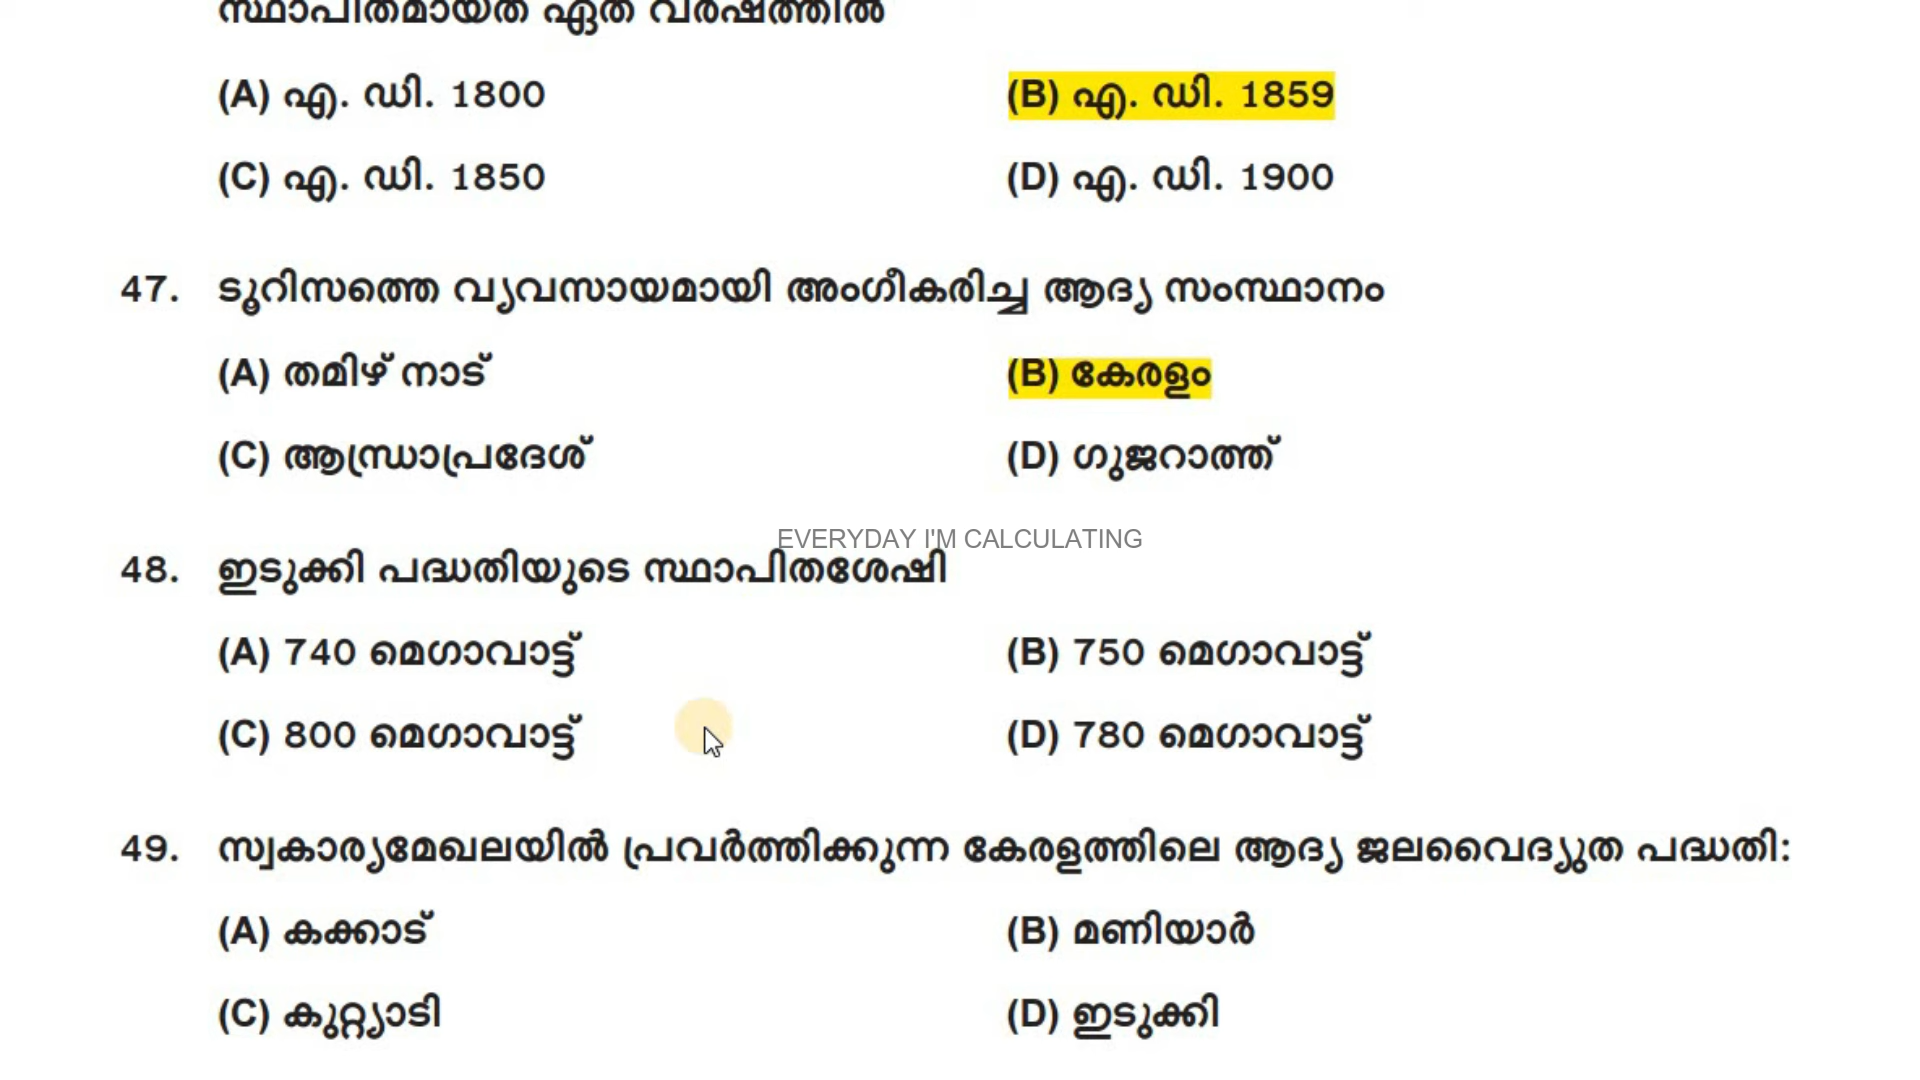 സ്ഥാപിതമായത് ഏത് വർഷത്തിൽ
(A) എ. ഡി. 1800
(B) എ. ഡി. 1859
(C) എ. ഡി. 1850
(D) എ. ഡി. 1900
47. ടൂറിസത്തെ വ്യവസായമായി അംഗീകരിച്ച ആദ്യ സംസ്ഥാനം
(A) തമിഴ് നാട്
(B) കേരളം
(C) ആന്ധ്രാപ്രദേശ്
(D) ഗുജറാത്ത്
EVERYDAY I'M CALCULATING
48. ഇടുക്കി പദ്ധതിയുടെ സ്ഥാപിതശേഷി
(A) 740 മെഗാവാട്ട്
(B) 750 മെഗാവാട്ട്
(C) 800 മെഗാവാട്ട്
(D) 780 മെഗാവാട്ട്
49. സ്വകാര്യമേഖലയിൽ പ്രവർത്തിക്കുന്ന കേരളത്തിലെ ആദ്യ ജലവൈദ്യുത പദ്ധതി:
(A) കക്കാട്
(B) മണിയാർ
(C) കുറ്റ്യാടി
(D) ഇടുക്കി